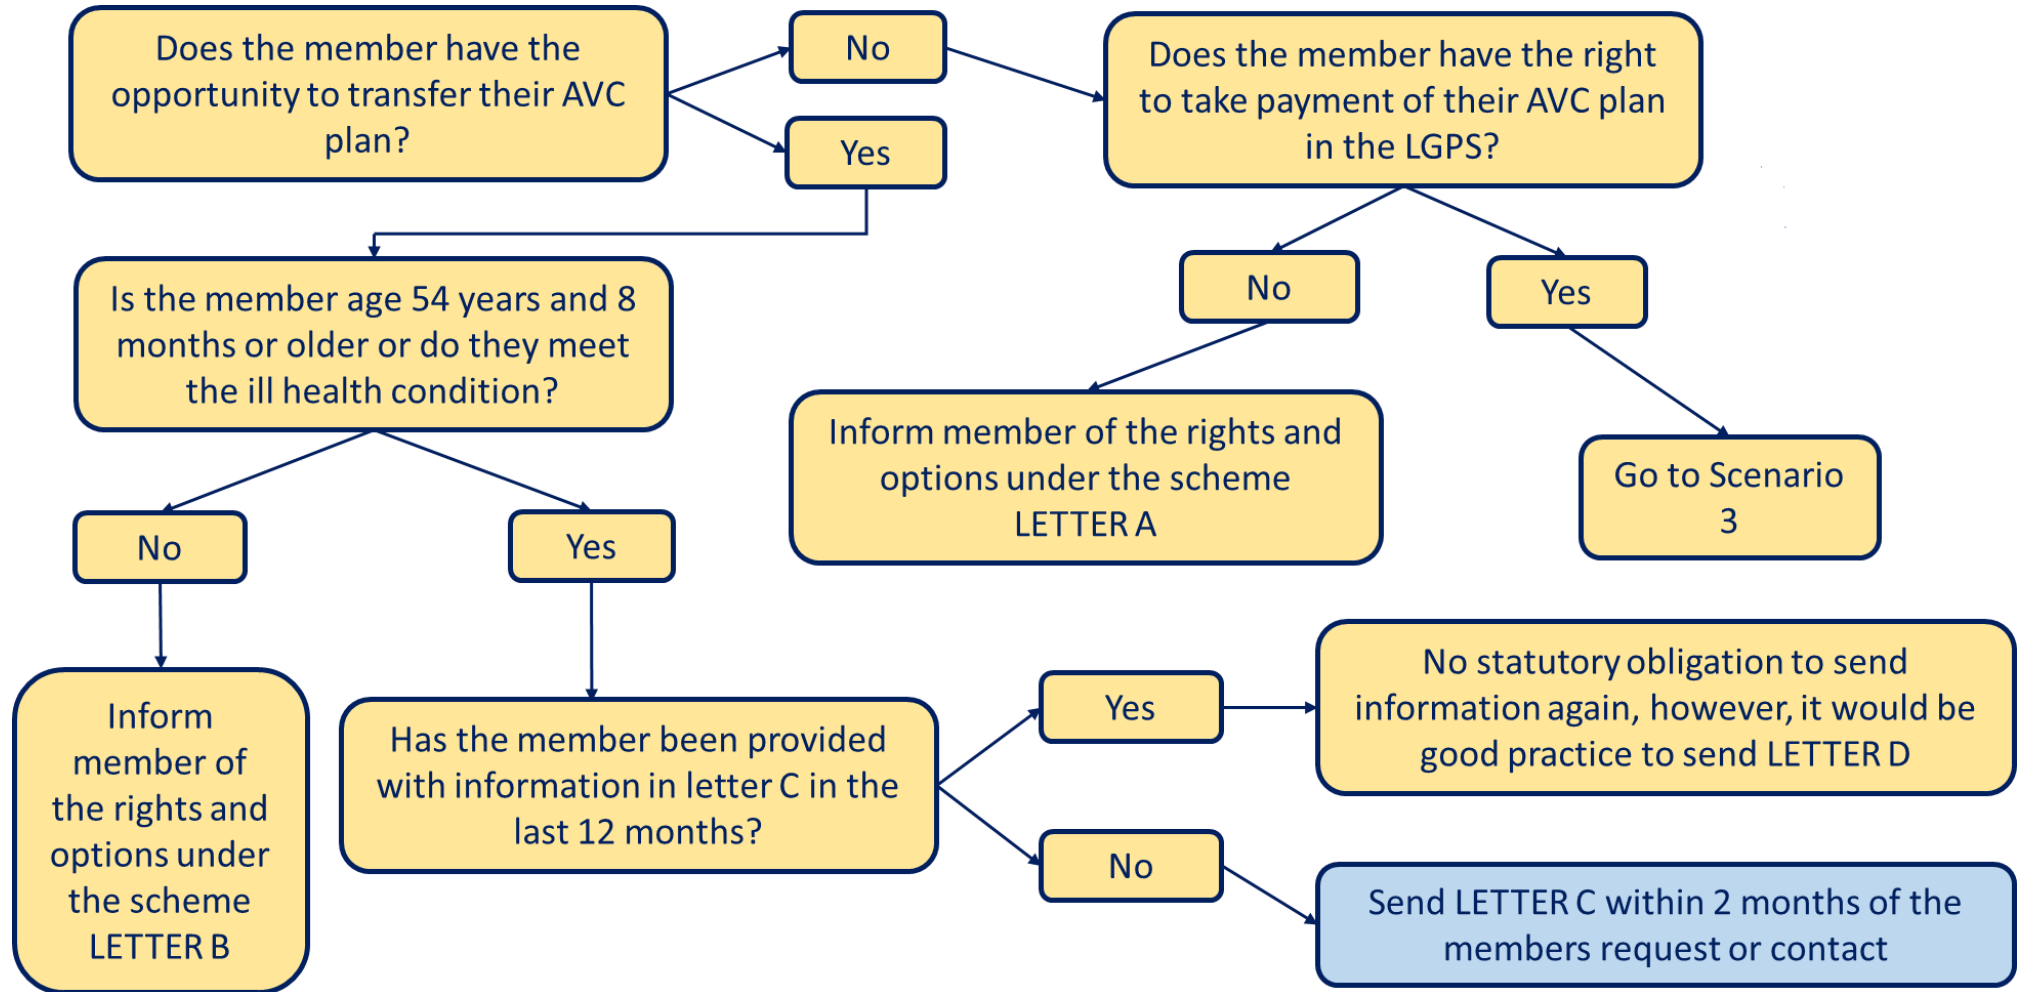 Does the member have the
opportunity to transfer their AVC
plan?
No
Yes
Does the member have the right
to take payment of their AVC plan
in the LGPS?
No
Yes
Is the member age 54 years and 8
months or older or do they meet
the ill health condition?
Inform member of the rights and
options under the scheme
LETTER A
Go to Scenario
3
No
Yes
Inform
member of
the rights and
options under
the scheme
LETTER B
Has the member been provided
with information in letter C in the
last 12 months?
Yes
No statutory obligation to send
information again, however, it would be
good practice to send LETTER D
No
Send LETTER C within 2 months of the
members request or contact